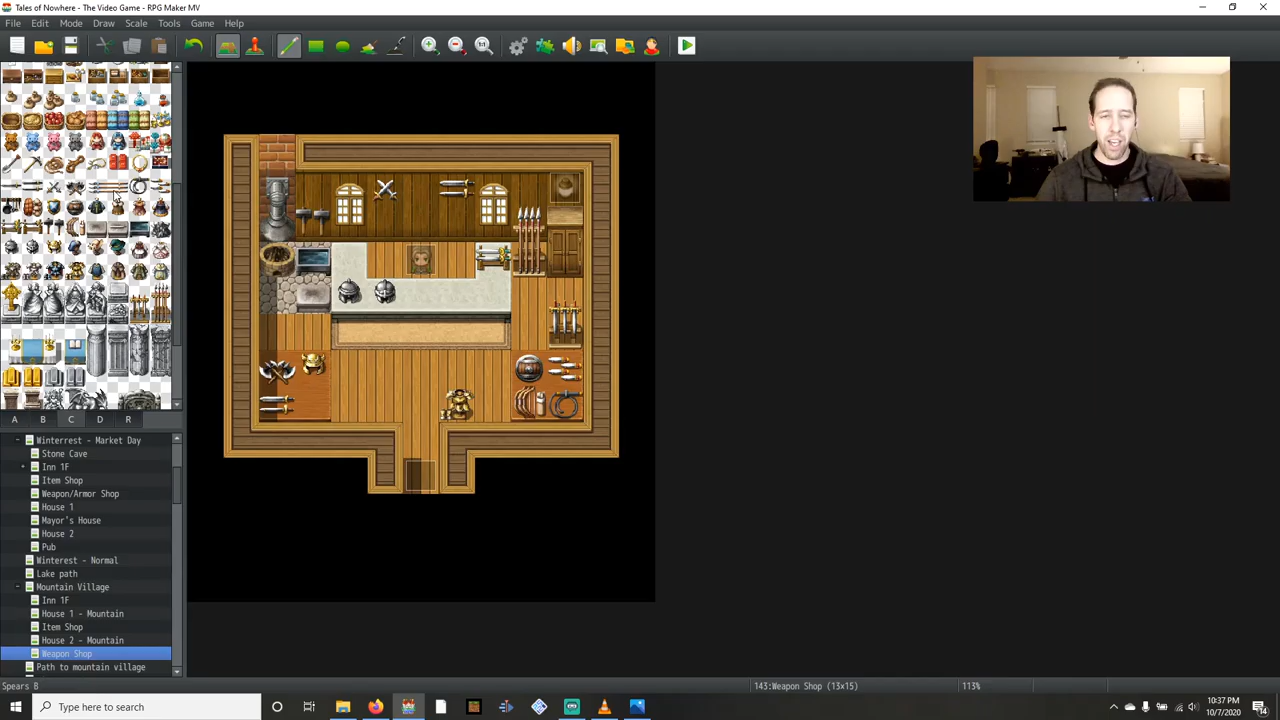 Tales of Nowhere - The Video Game - RPG Maker MV
File Edit Mode Draw Scale Tools Game Help
A B C D R
Winterrest - Market Day
Stone Cave
Inn 1F
Item Shop
Weapon/Armor Shop
House 1
Mayor's House
House 2
Pub
Winterest - Normal
Lake path
Mountain Village
Inn 1F
House 1 - Mountain
Item Shop
House 2 - Mountain
Weapon Shop
Path to mountain village
Spears B
143:Weapon Shop (13x15)
113%
Type here to search
10:37 PM
10/7/2020